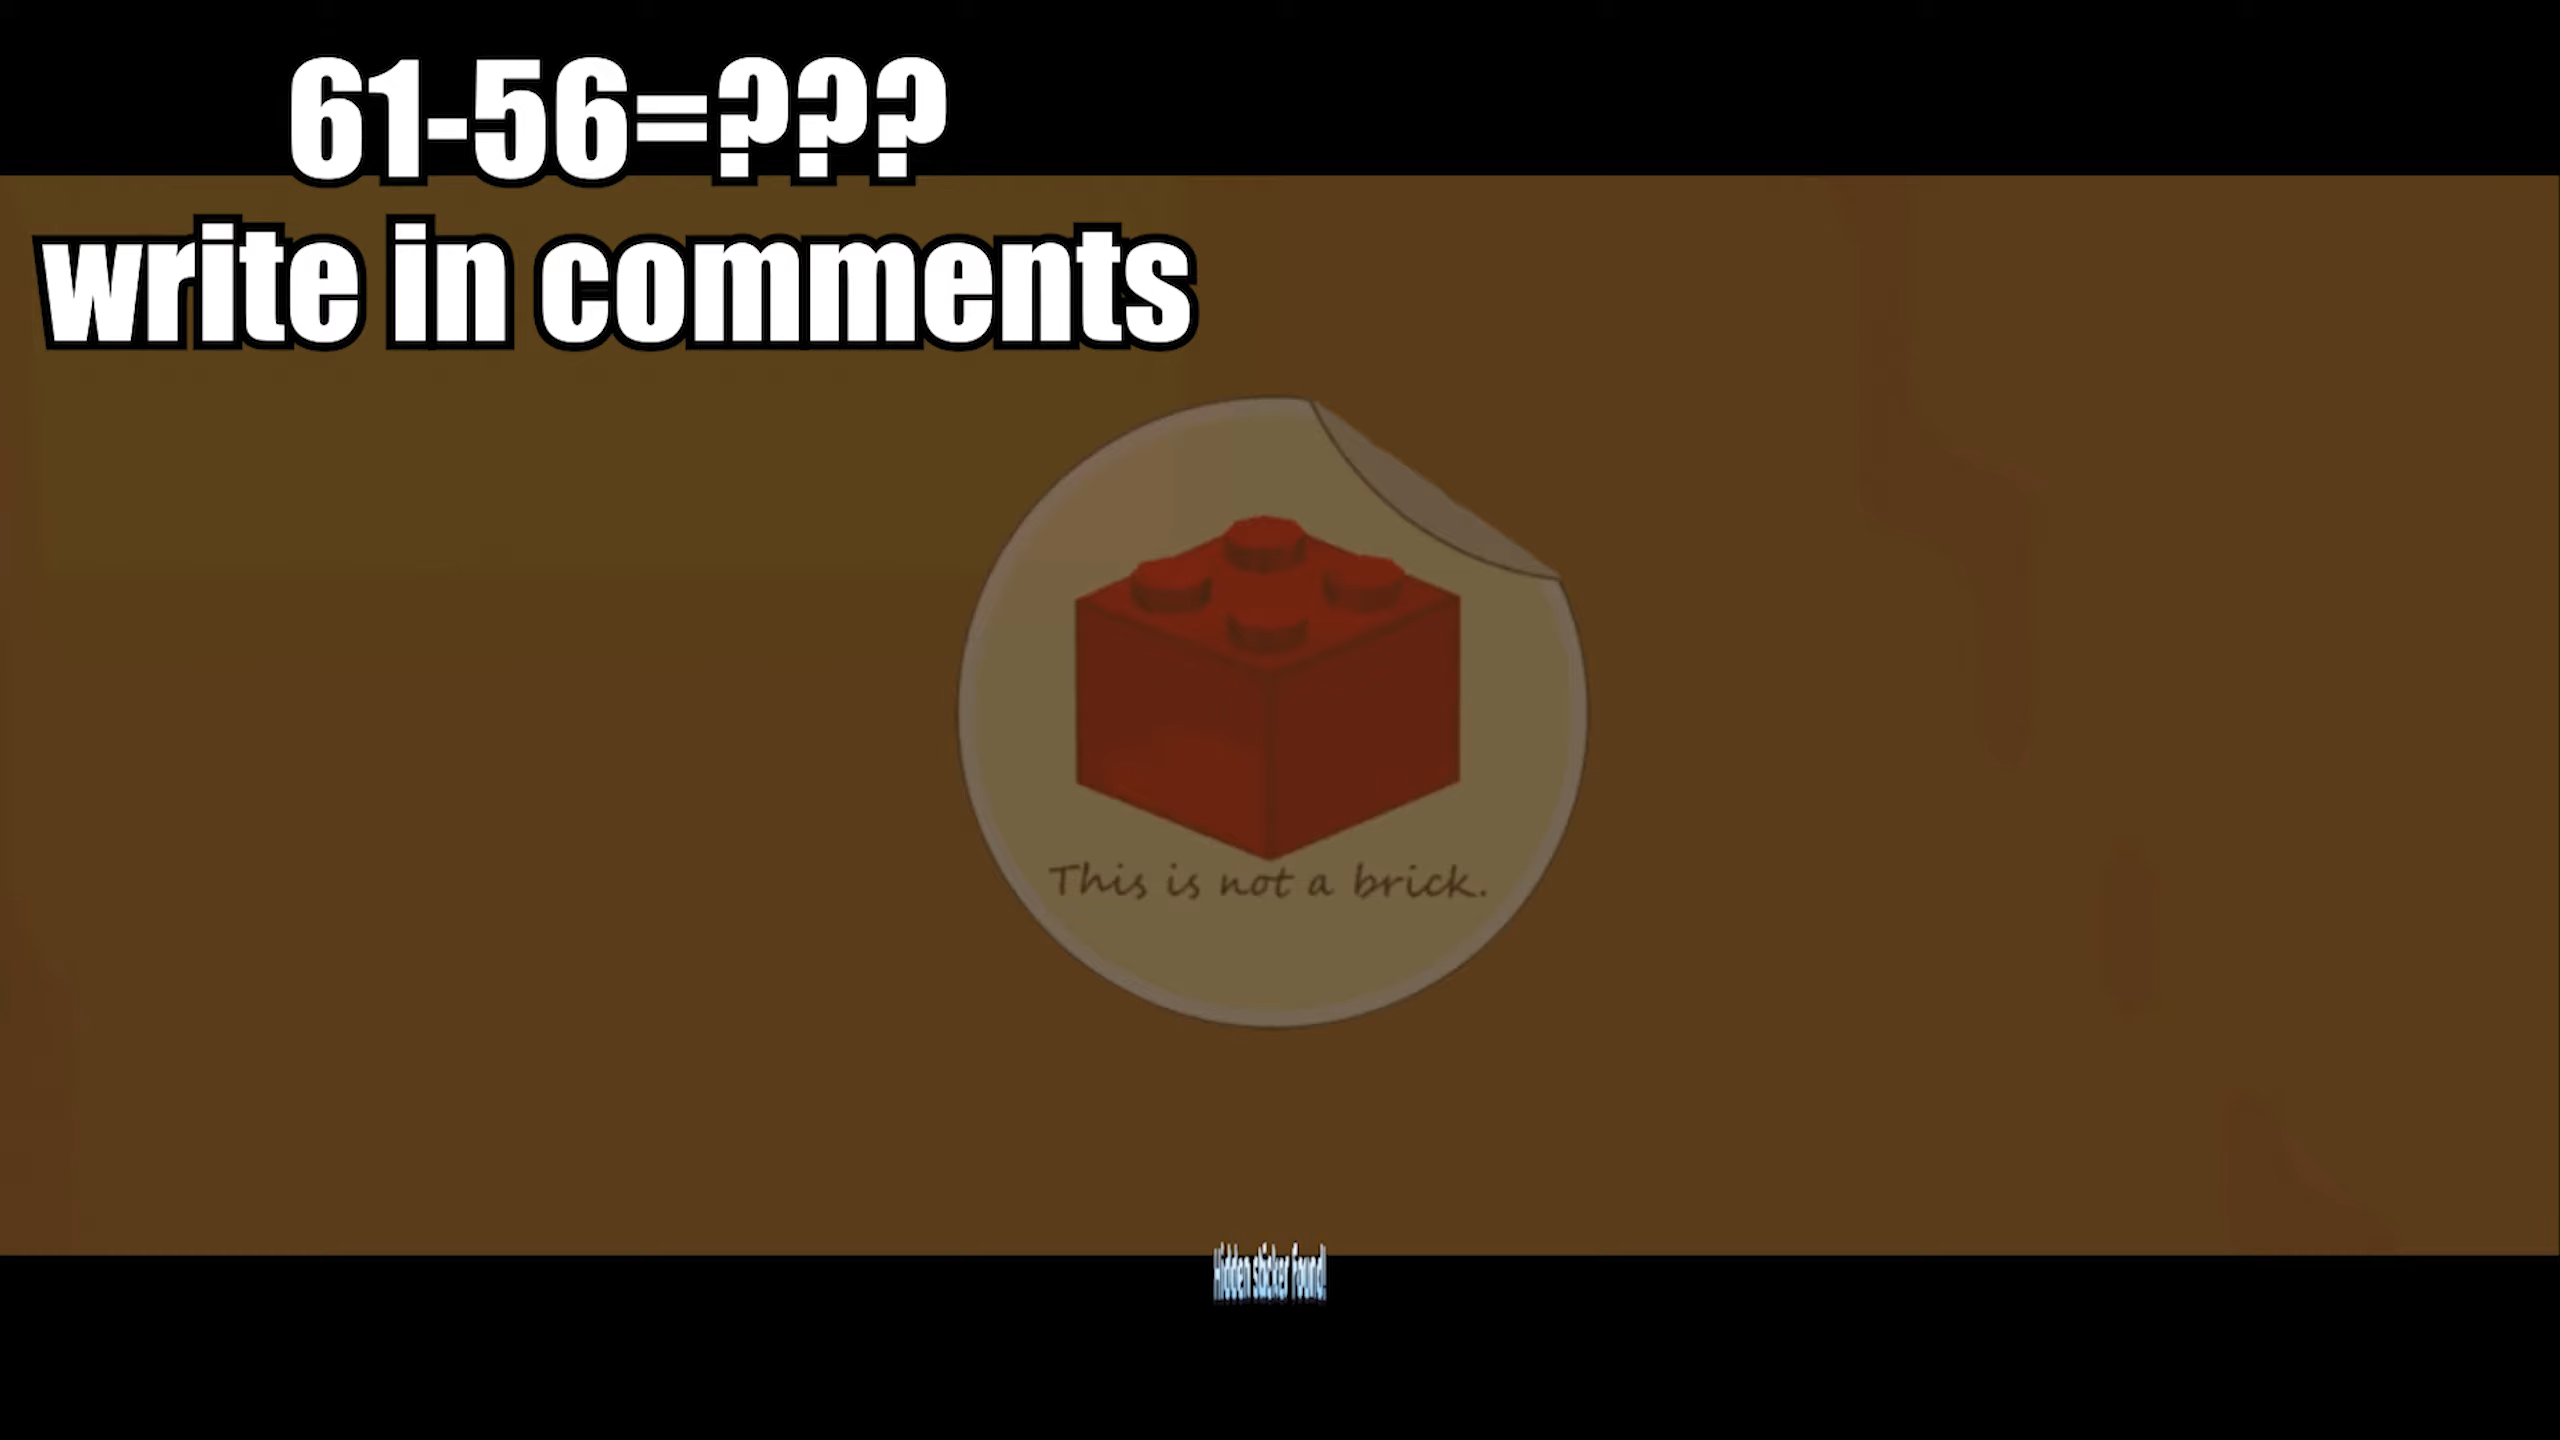 61-56=???
write in comments
This is not a brick.
Hidden sticker found!